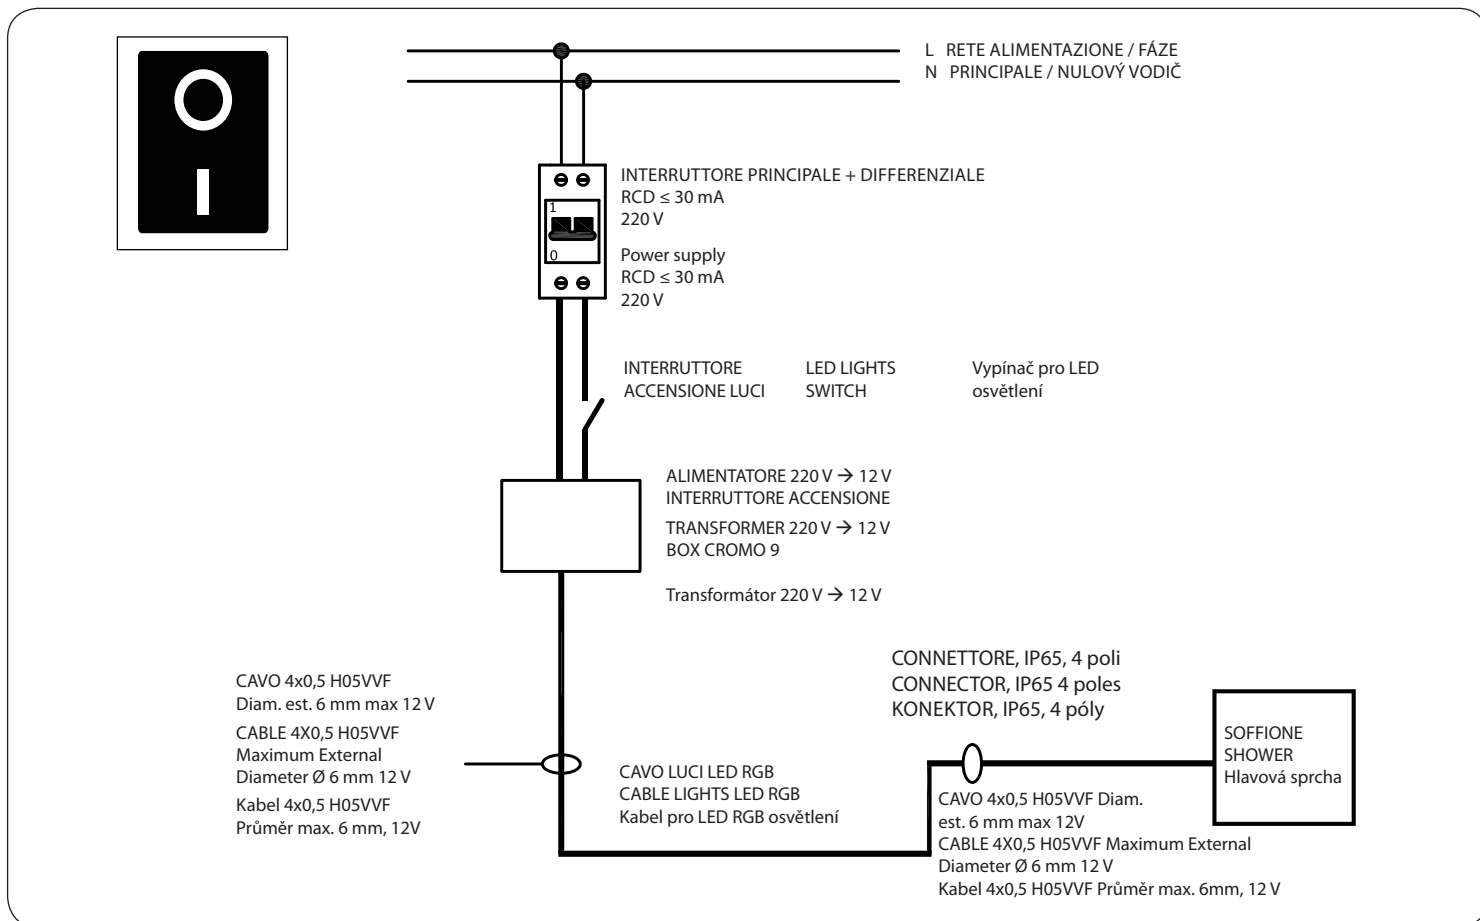 L RETE ALIMENTAZIONE / FÁZE
N PRINCIPALE / NULOVÝ VODIČ
INTERRUTTORE PRINCIPALE + DIFFERENZIALE
RCD ≤ 30 mA
220 V
1
0
Power supply
RCD ≤ 30 mA
220 V
INTERRUTTORE
ACCENSIONE LUCI
LED LIGHTS
SWITCH
Vypínač pro LED
osvětlení
ALIMENTATORE 220 V → 12 V
INTERRUTTORE ACCENSIONE
TRANSFORMER 220 V → 12 V
BOX CROMO 9
Transformátor 220 V → 12 V
CAVO 4x0,5 H05VVF
Diam. est. 6 mm max 12 V
CABLE 4X0,5 H05VVF
Maximum External
Diameter Ø 6 mm 12 V
Kabel 4x0,5 H05VVF
Průměr max. 6 mm, 12V
CAVO LUCI LED RGB
CABLE LIGHTS LED RGB
Kabel pro LED RGB osvětlení
CONNETTORE, IP65, 4 poli
CONNECTOR, IP65 4 poles
KONEKTOR, IP65, 4 póly
SOFFIONE
SHOWER
Hlavová sprcha
CAVO 4x0,5 H05VVF Diam.
est. 6 mm max 12V
CABLE 4X0,5 H05VVF Maximum External
Diameter Ø 6 mm 12 V
Kabel 4x0,5 H05VVF Průměr max. 6mm, 12 V